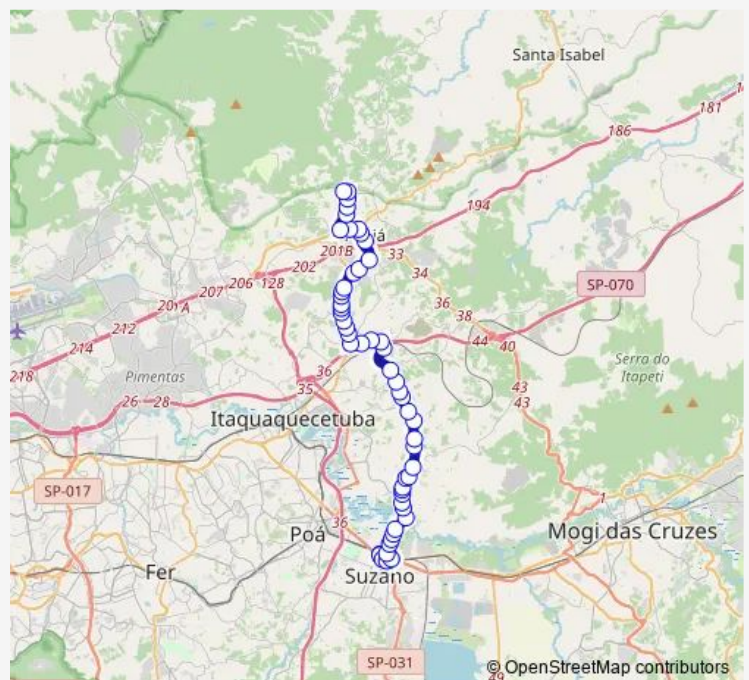 Santa Isabel
181
186
194
iá
201B
33
202
34
206
128
207
SP-070
201A
36
212
38
214
44
40
218
Pimentas
36
Serra do
Itapeti
35
43
26
28
43
Itaquaquecetuba
SP-017
1
36
Poá
Mogi das Cruzes
Fer
Suzano
SP-031
49
© OpenStreetMap contributors